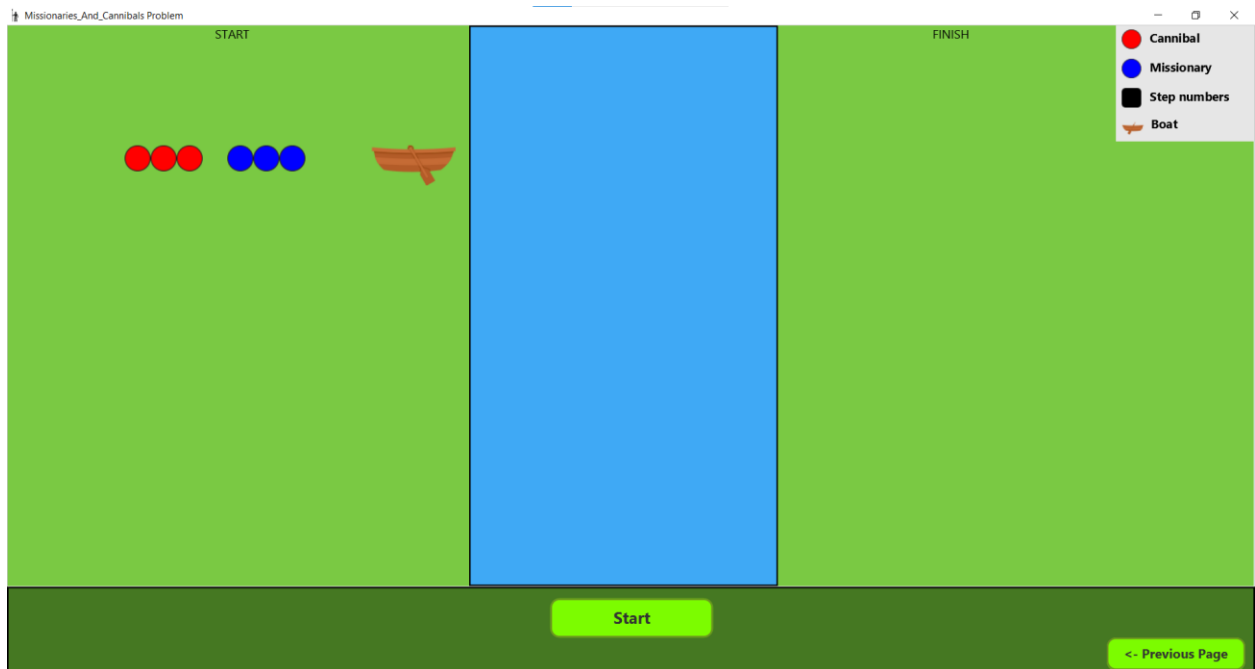 Missionaries_And_Cannibals Problem
START
FINISH
Cannibal
Missionary
Step numbers
Boat
Start
<- Previous Page